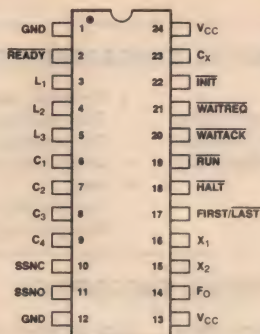 GND 1 24 VCC
READY 2 23 CX
L1 3 22 INIT
L2 4 21 WAITREQ
L3 5 20 WAITACK
C1 6 19 RUN
C2 7 18 HALT
C3 8 17 FIRST/LAST
C4 9 16 X1
SSNC 10 15 X2
SSNO 11 14 FO
GND 12 13 VCC